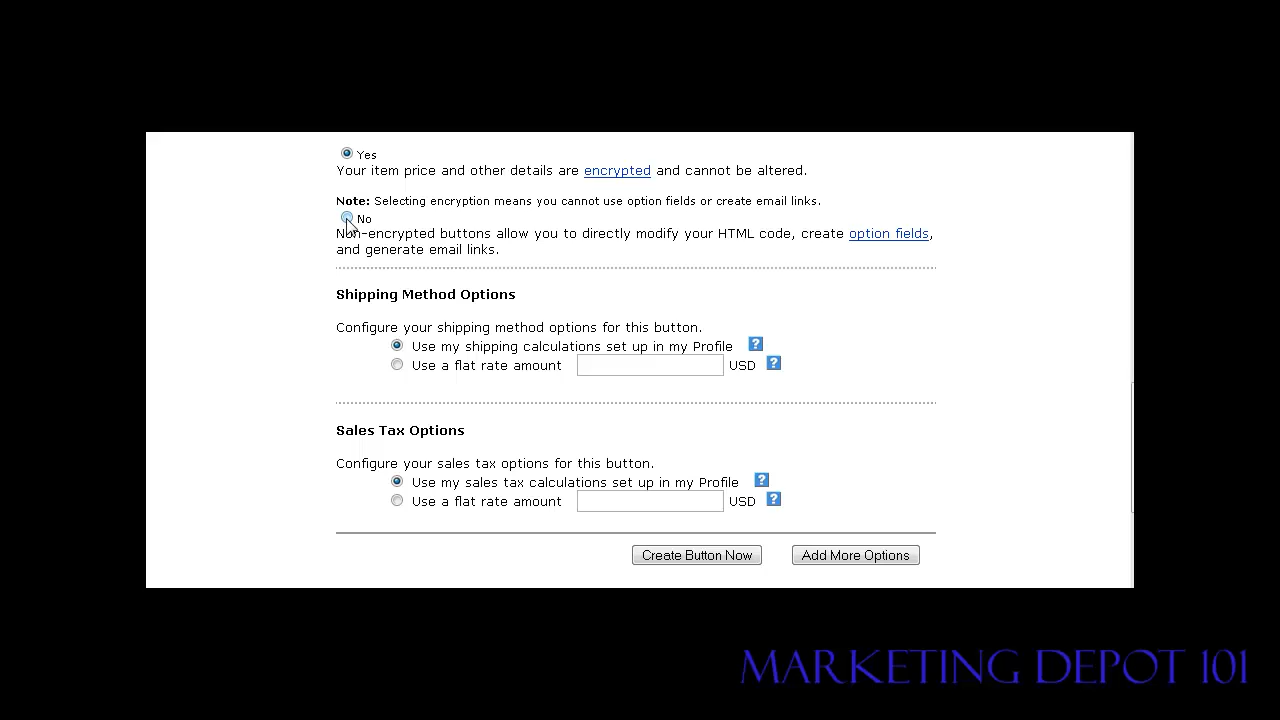 Yes
Your item price and other details are encrypted and cannot be altered.
Note: Selecting encryption means you cannot use option fields or create email links.
No
Non-encrypted buttons allow you to directly modify your HTML code, create option fields,
and generate email links.
Shipping Method Options
Configure your shipping method options for this button.
Use my shipping calculations set up in my Profile ?
Use a flat rate amount USD ?
Sales Tax Options
Configure your sales tax options for this button.
Use my sales tax calculations set up in my Profile ?
Use a flat rate amount USD ?
Create Button Now Add More Options
MARKETING DEPOT 101